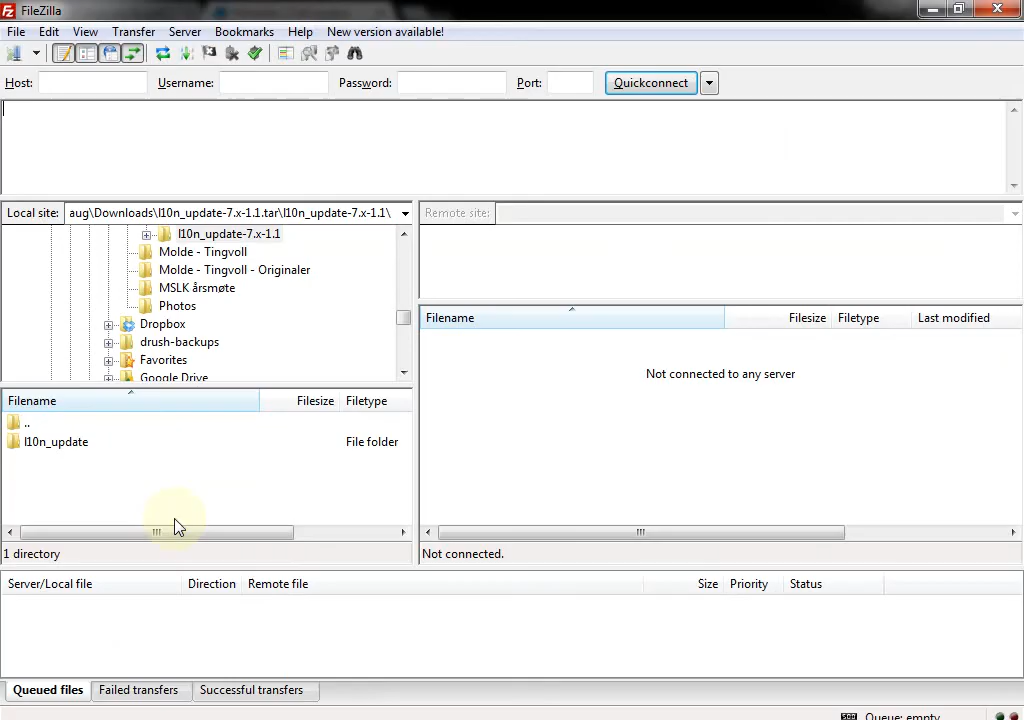 FileZilla
File Edit View Transfer Server Bookmarks Help New version available!
Host: Username: Password: Port: Quickconnect
Local site: aug\Downloads\l10n_update-7.x-1.1.tar\l10n_update-7.x-1.1\ Remote site:
l10n_update-7.x-1.1
Molde - Tingvoll
Molde - Tingvoll - Originaler
MSLK årsmøte
Photos
Dropbox
drush-backups
Favorites
Google Drive
Filename Filesize Filetype
..
l10n_update File folder
1 directory
Filename Filesize Filetype Last modified
Not connected to any server
Not connected.
Server/Local file Direction Remote file Size Priority Status
Queued files Failed transfers Successful transfers
Queue: empty